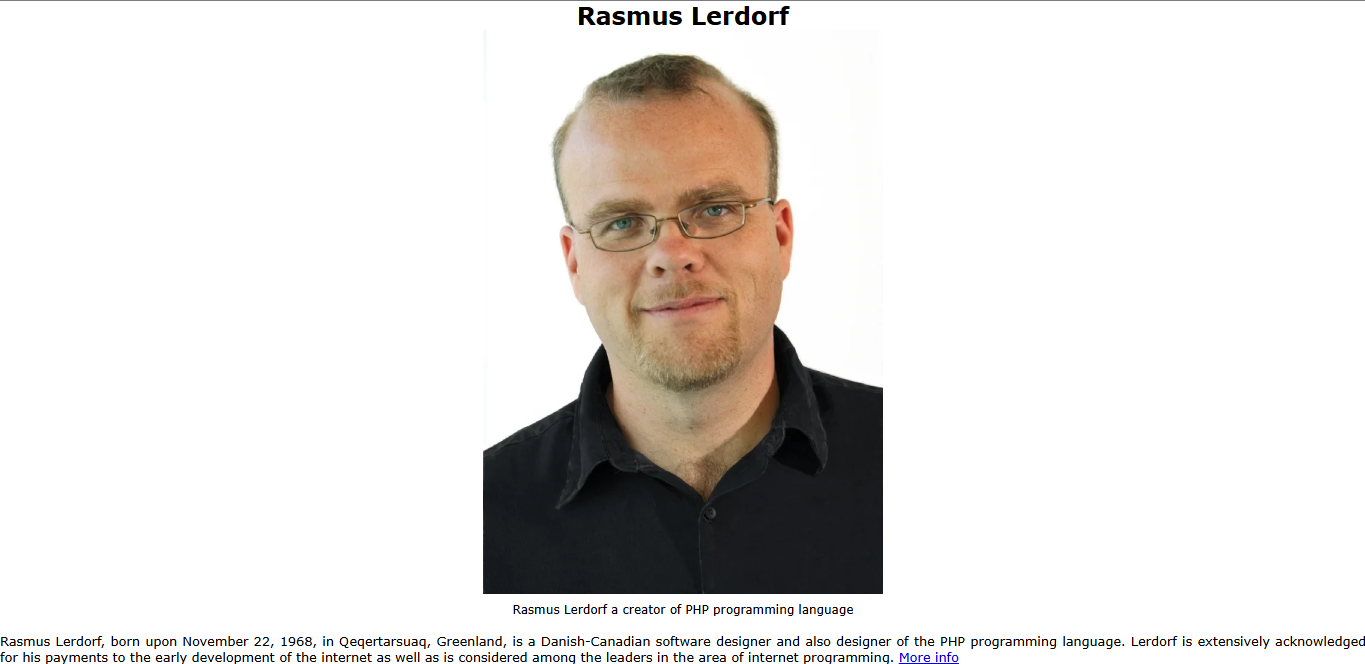 Rasmus Lerdorf
Rasmus Lerdorf a creator of PHP programming language
Rasmus Lerdorf, born upon November 22, 1968, in Qeqertarsuaq, Greenland, is a Danish-Canadian software designer and also designer of the PHP programming language. Lerdorf is extensively acknowledged
for his payments to the early development of the internet as well as is considered among the leaders in the area of internet programming. More info